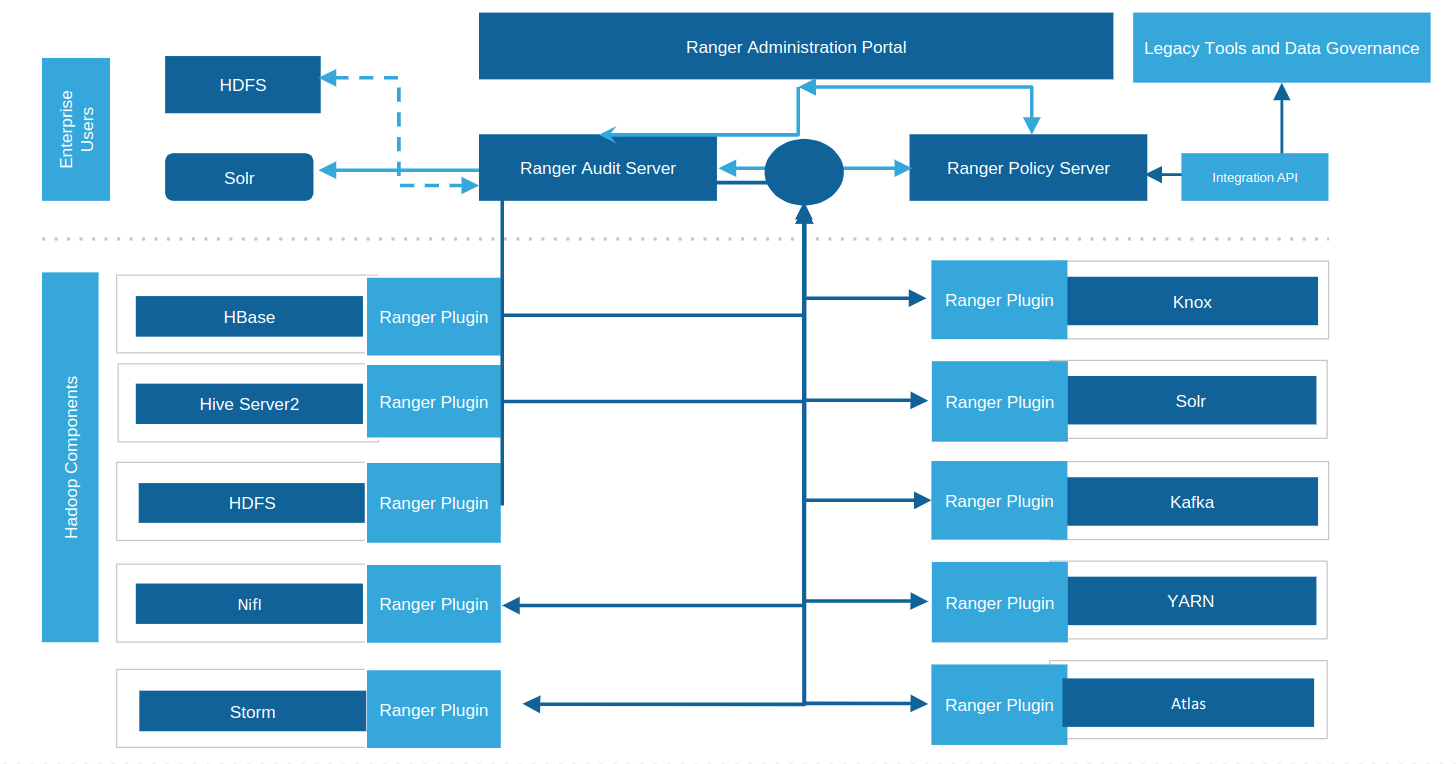 Ranger Administration Portal
Legacy Tools and Data Governance
Enterprise
Users
HDFS
Solr
Ranger Audit Server
Ranger Policy Server
Integration API
Hadoop Components
HBase
Ranger Plugin
Ranger Plugin
Knox
Hive Server2
Ranger Plugin
Ranger Plugin
Solr
HDFS
Ranger Plugin
Ranger Plugin
Kafka
NifI
Ranger Plugin
Ranger Plugin
YARN
Storm
Ranger Plugin
Ranger Plugin
Atlas